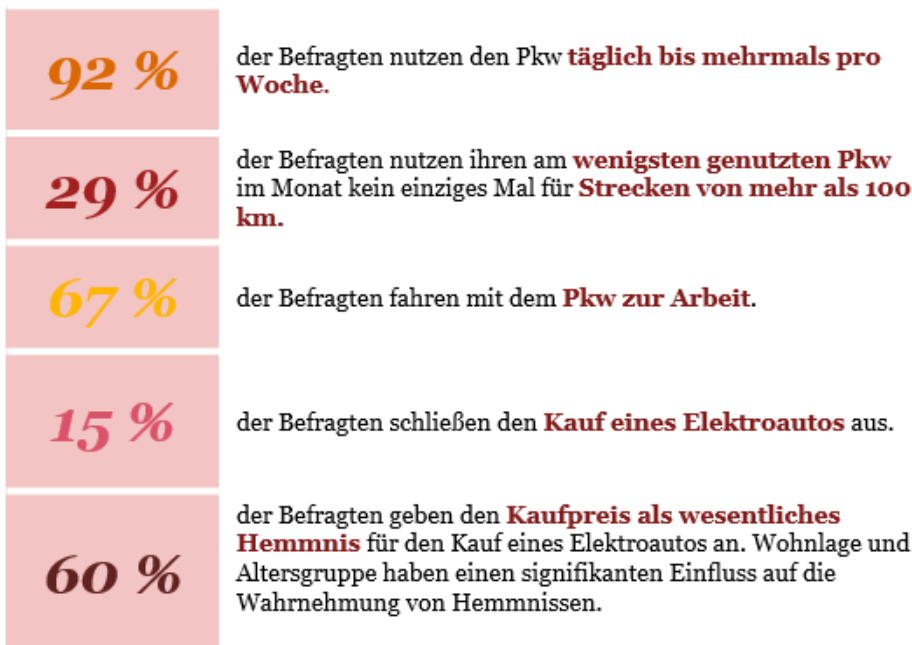 92 %
der Befragten nutzen den Pkw täglich bis mehrmals pro
Woche.
29 %
der Befragten nutzen ihren am wenigsten genutzten Pkw
im Monat kein einziges Mal für Strecken von mehr als 100
km.
67 %
der Befragten fahren mit dem Pkw zur Arbeit.
15 %
der Befragten schließen den Kauf eines Elektroautos aus.
60 %
der Befragten geben den Kaufpreis als wesentliches
Hemmnis für den Kauf eines Elektroautos an. Wohnlage und
Altersgruppe haben einen signifikanten Einfluss auf die
Wahrnehmung von Hemmnissen.